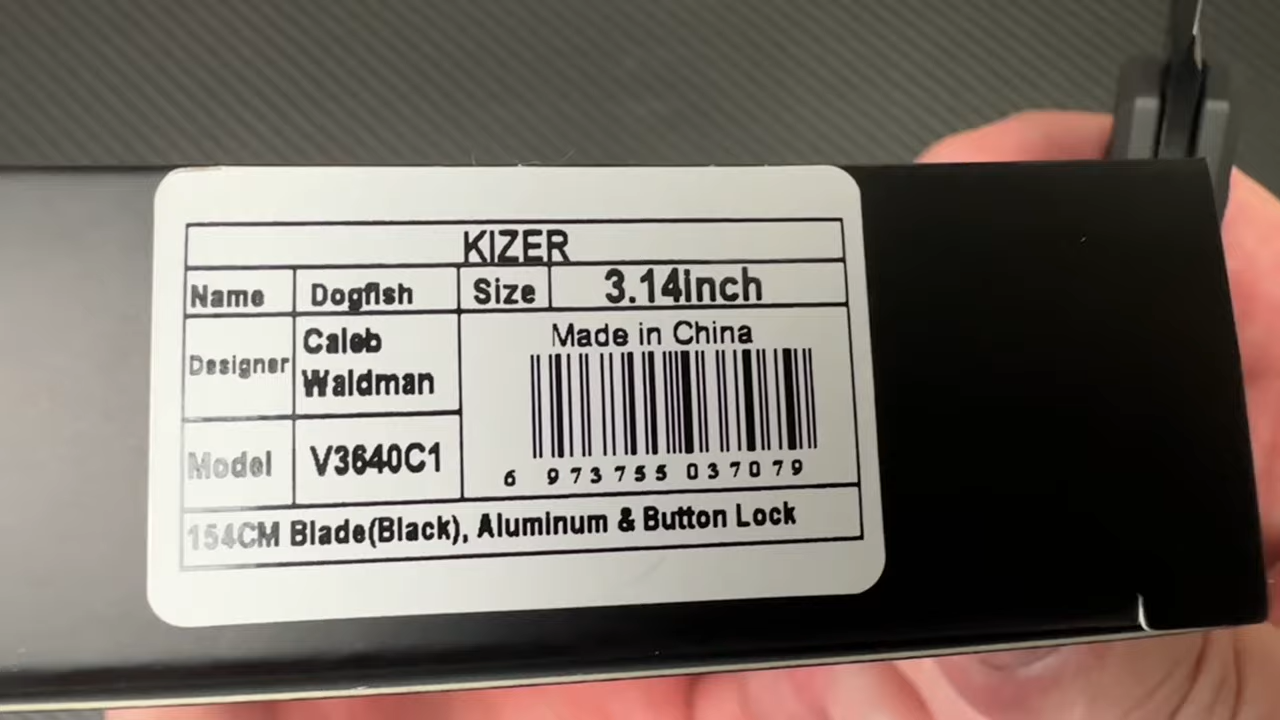 KIZER
Name Dogfish Size 3.14inch
Designer Caleb Waldman
Made in China
Model V3640C1
6 973755 037079
154CM Blade(Black), Aluminum & Button Lock